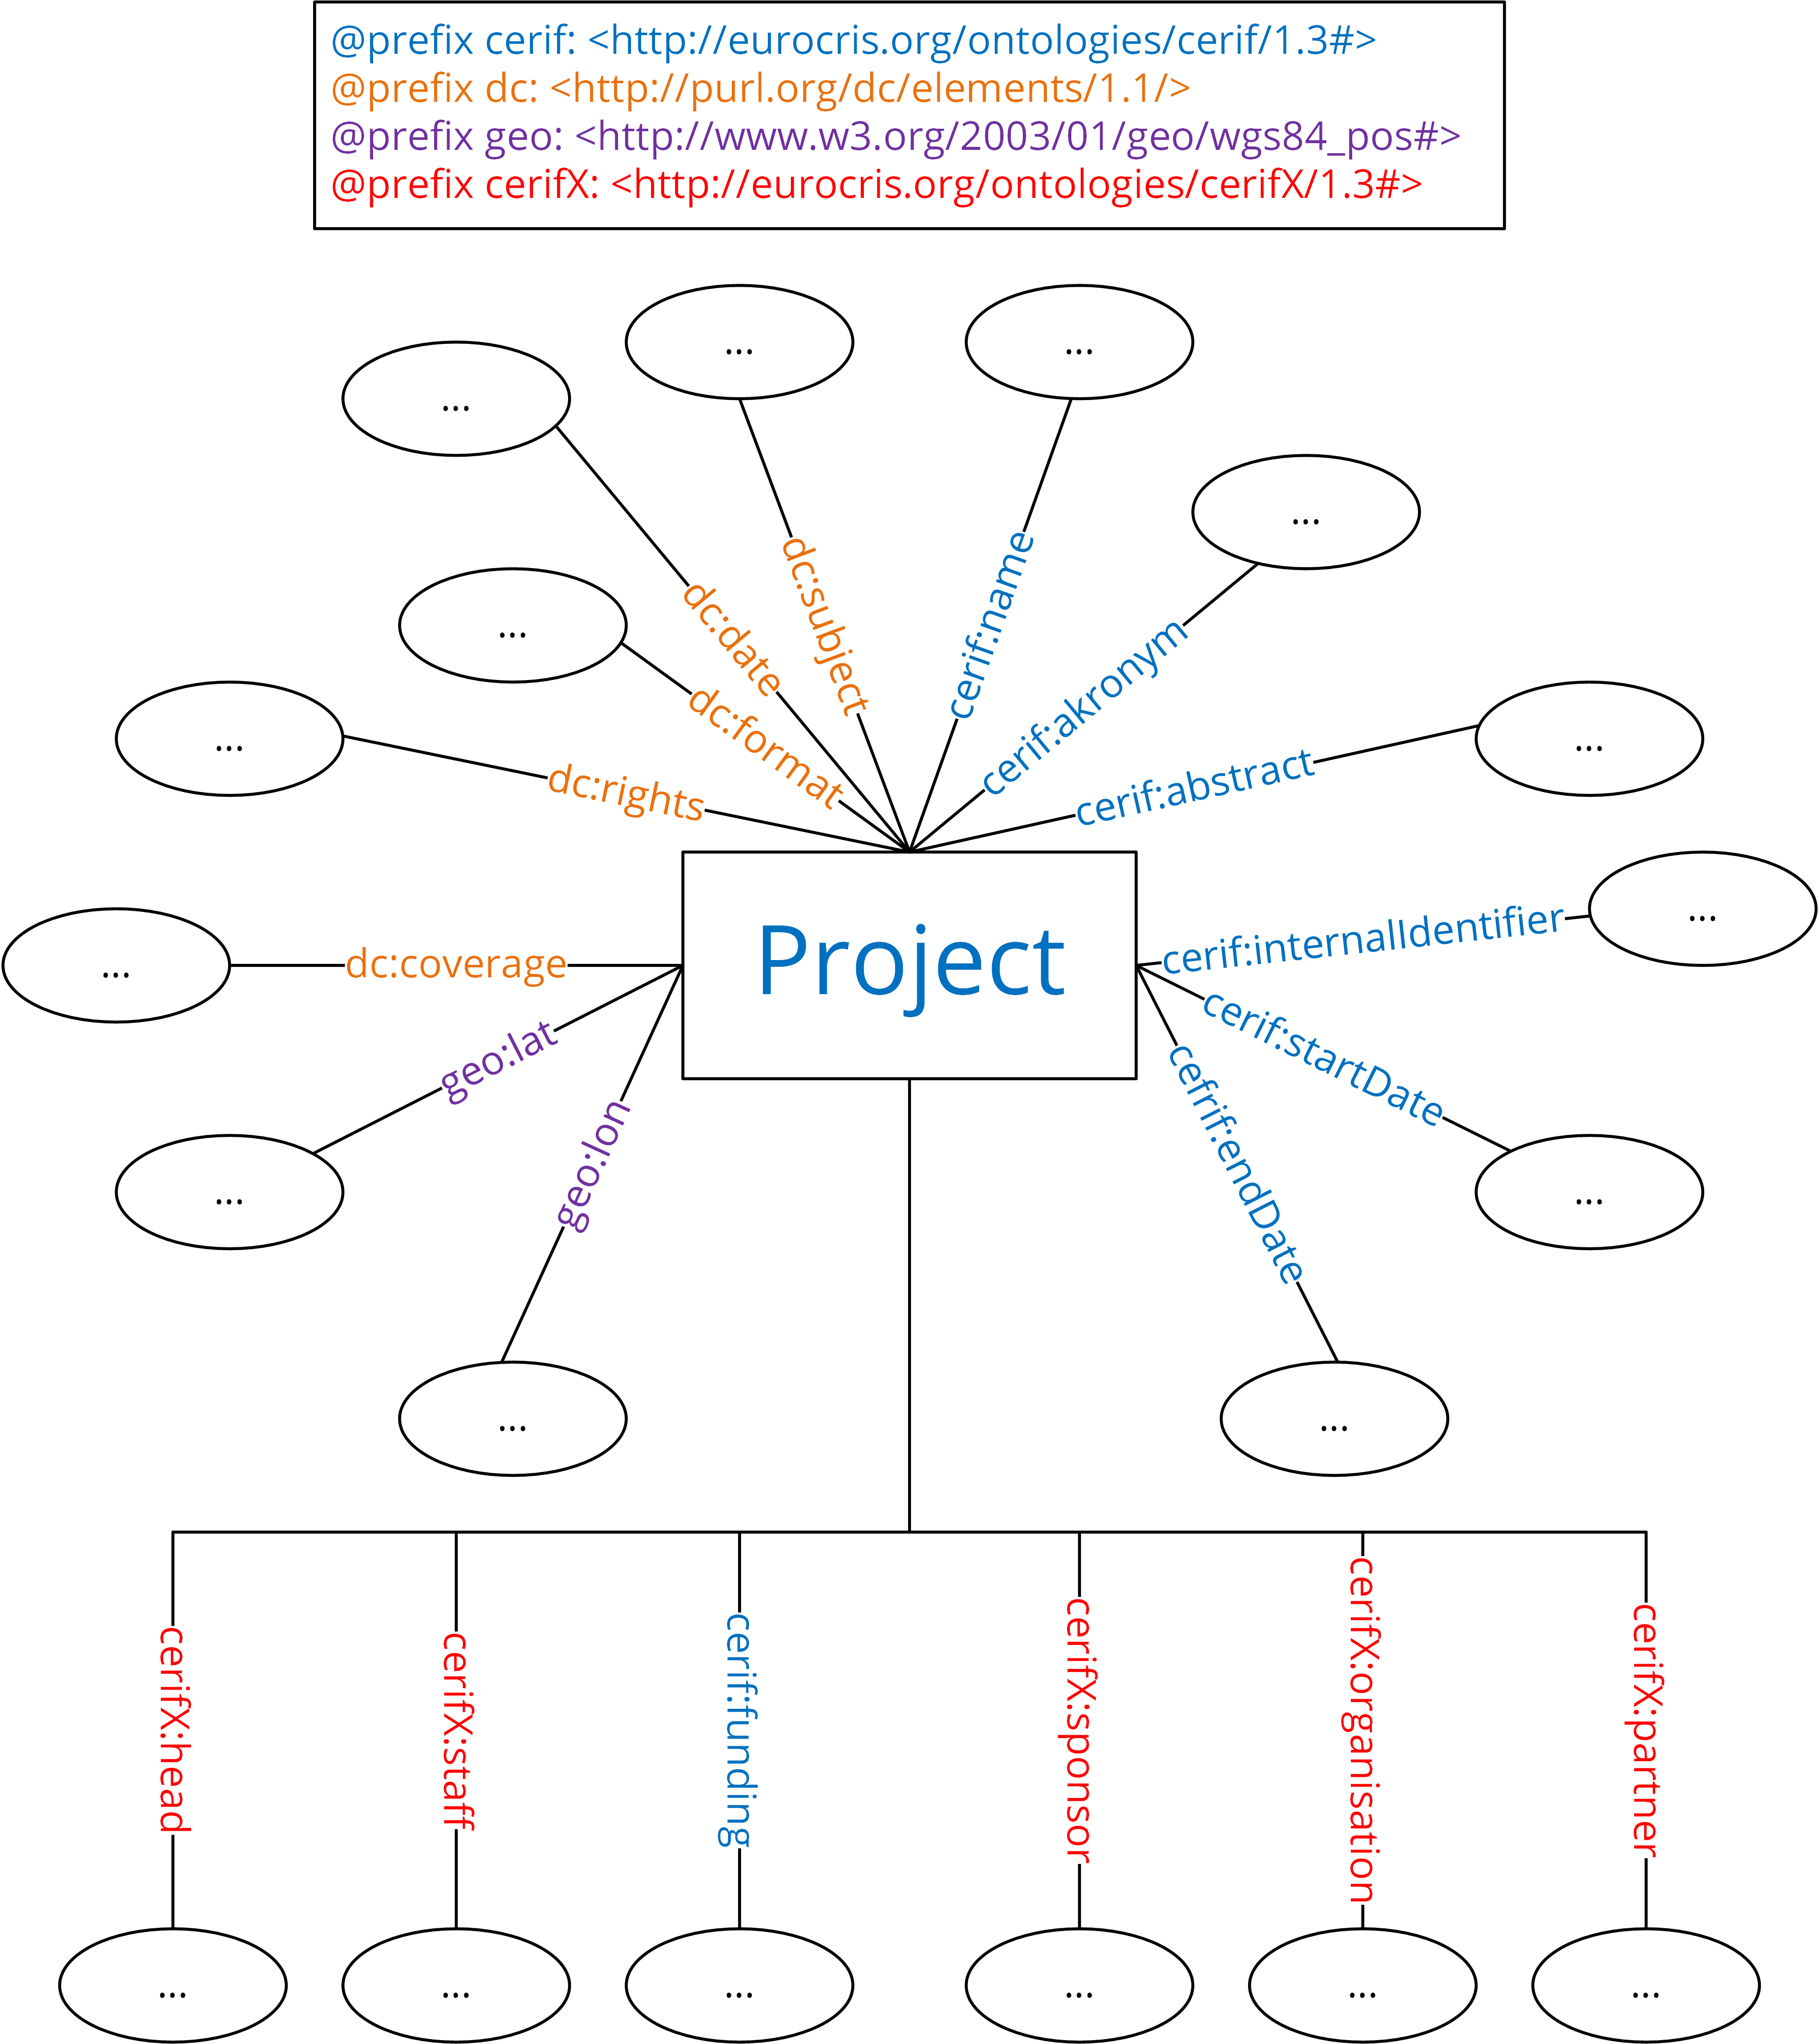 @prefix cerif: <http://eurocris.org/ontologies/cerif/1.3#>
@prefix dc: <http://purl.org/dc/elements/1.1/>
@prefix geo: <http://www.w3.org/2003/01/geo/wgs84_pos#>
@prefix cerifX: <http://eurocris.org/ontologies/cerifX/1.3#>
...
...
...
...
...
...
...
dc:subject
cerif:name
dc:date
cerif:akronym
dc:format
dc:rights
cerif:abstract
...
...
Project
cerif:internalIdentifier
dc:coverage
...
geo:lat
cerif:startDate
geo:lon
cefrif:endDate
...
...
...
...
cerifX:head
cerifX:staff
cerif:funding
cerifX:sponsor
cerifX:organisation
cerifX:partner
...
...
...
...
...
...